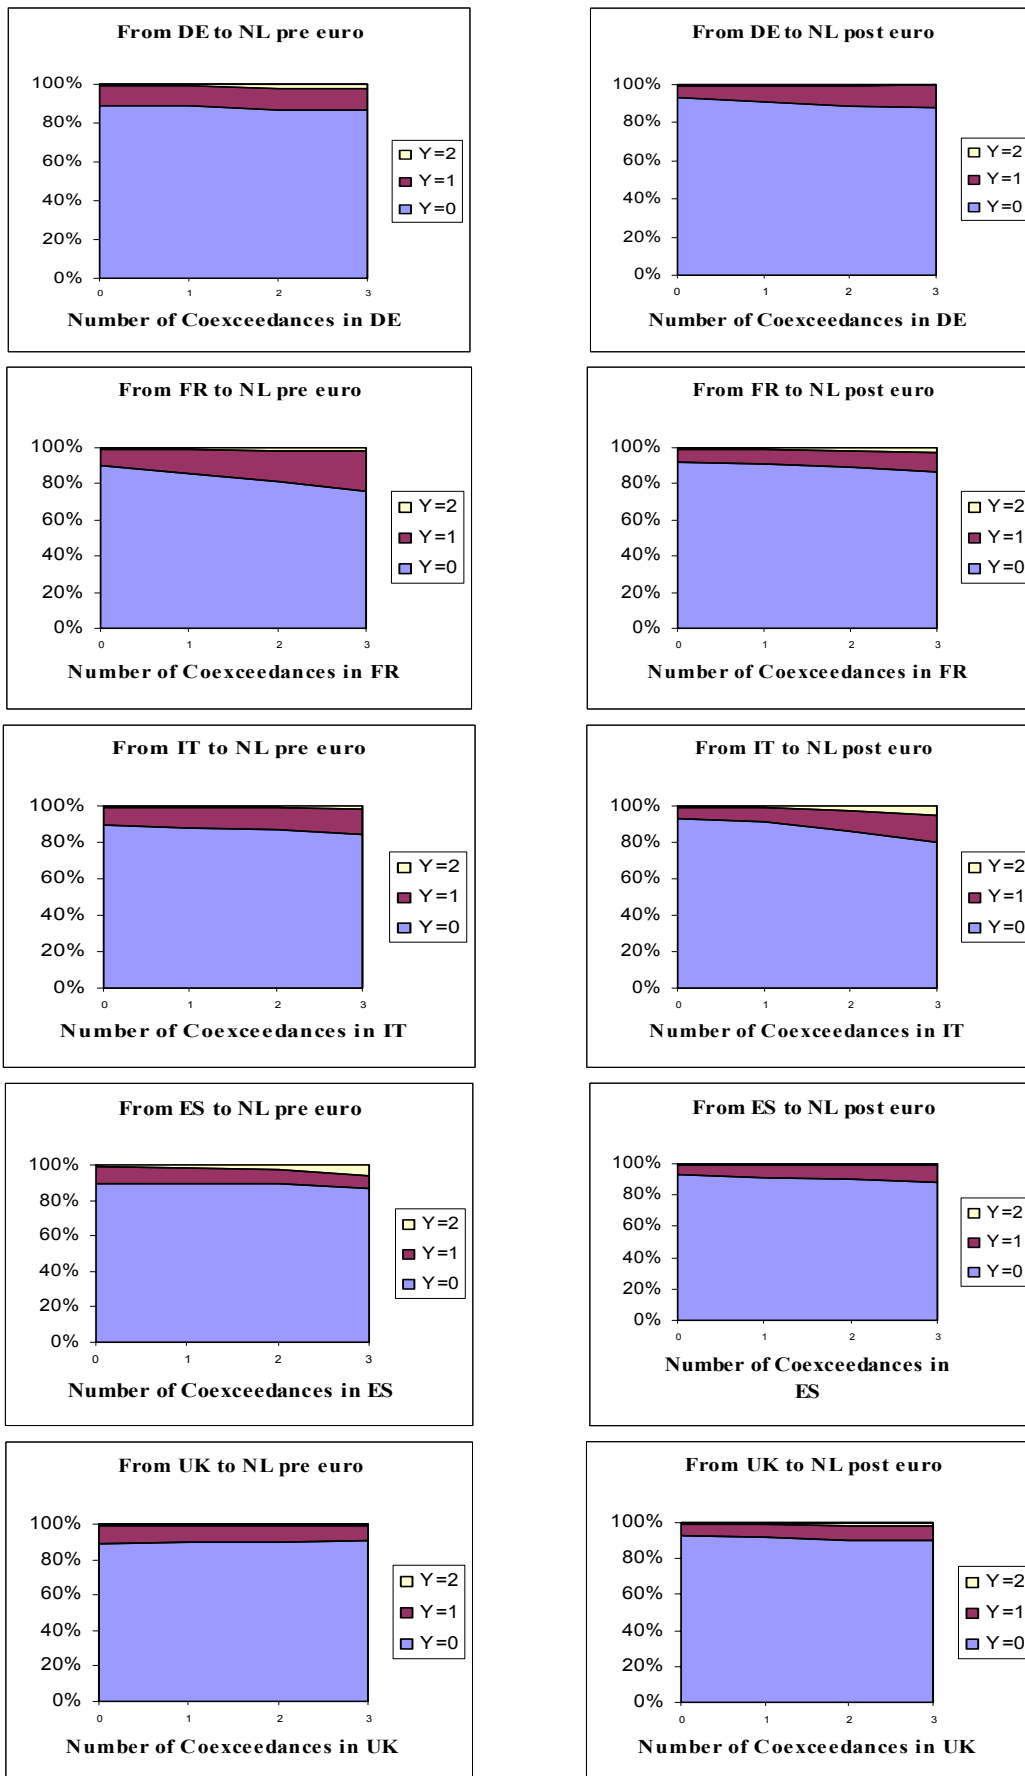 From DE to NL pre euro
100%
80%
60%
40%
20%
0%
0 1 2 3
Number of Coexceedances in DE
Y=2
Y=1
Y=0
From DE to NL post euro
100%
80%
60%
40%
20%
0%
0 1 2 3
Number of Coexceedances in DE
Y=2
Y=1
Y=0
From FR to NL pre euro
100%
80%
60%
40%
20%
0%
0 1 2 3
Number of Coexceedances in FR
Y=2
Y=1
Y=0
From FR to NL post euro
100%
80%
60%
40%
20%
0%
0 1 2 3
Number of Coexceedances in FR
Y=2
Y=1
Y=0
From IT to NL pre euro
100%
80%
60%
40%
20%
0%
0 1 2 3
Number of Coexceedances in IT
Y=2
Y=1
Y=0
From IT to NL post euro
100%
80%
60%
40%
20%
0%
0 1 2 3
Number of Coexceedances in IT
Y=2
Y=1
Y=0
From ES to NL pre euro
100%
80%
60%
40%
20%
0%
0 1 2 3
Number of Coexceedances in ES
Y=2
Y=1
Y=0
From ES to NL post euro
100%
80%
60%
40%
20%
0%
0 1 2 3
Number of Coexceedances in
ES
Y=2
Y=1
Y=0
From UK to NL pre euro
100%
80%
60%
40%
20%
0%
0 1 2 3
Number of Coexceedances in UK
Y=2
Y=1
Y=0
From UK to NL post euro
100%
80%
60%
40%
20%
0%
0 1 2 3
Number of Coexceedances in UK
Y=2
Y=1
Y=0